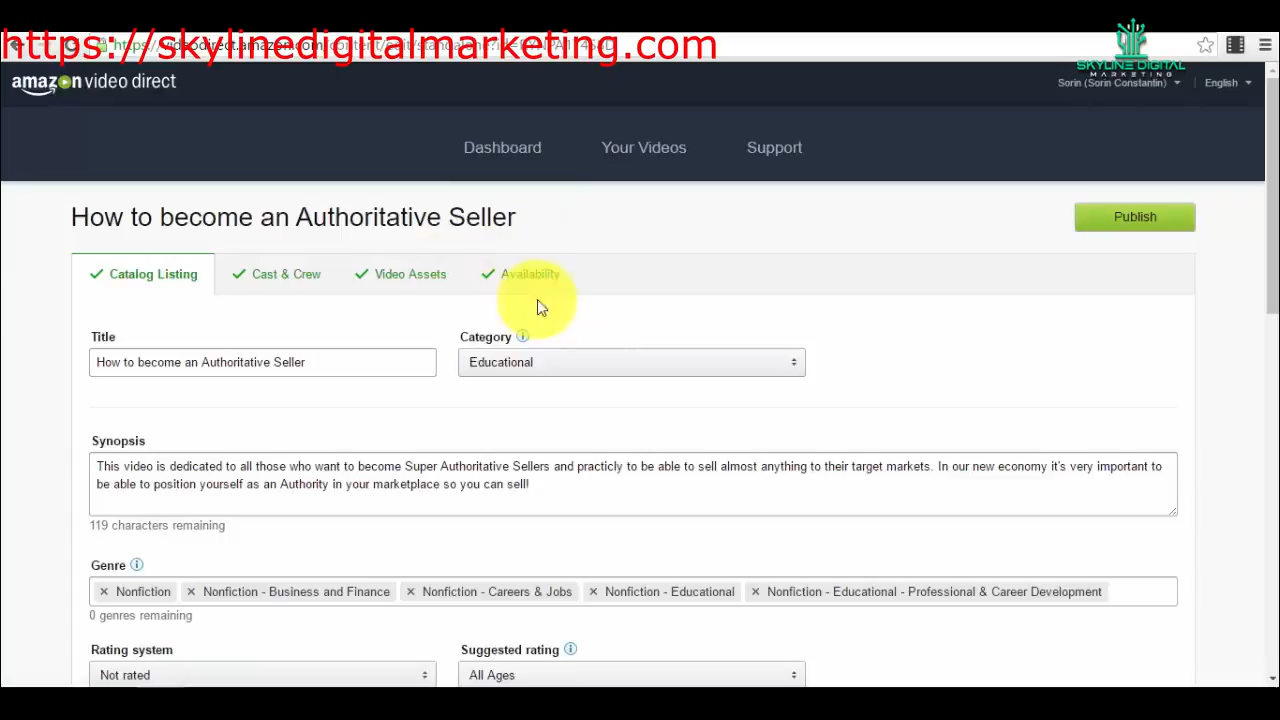 https://skylinedigitalmarketing.com
SKYLINE DIGITAL
MARKETING
amazon video direct
Sorin (Sorin Constantin)
English
Dashboard
Your Videos
Support
How to become an Authoritative Seller
Publish
Catalog Listing
Cast & Crew
Video Assets
Availability
Title
Category
How to become an Authoritative Seller
Educational
Synopsis
This video is dedicated to all those who want to become Super Authoritative Sellers and practicly to be able to sell almost anything to their target markets. In our new economy it's very important to
be able to position yourself as an Authority in your marketplace so you can sell!
119 characters remaining
Genre
× Nonfiction × Nonfiction - Business and Finance × Nonfiction - Careers & Jobs × Nonfiction - Educational × Nonfiction - Educational - Professional & Career Development
0 genres remaining
Rating system
Suggested rating
Not rated
All Ages